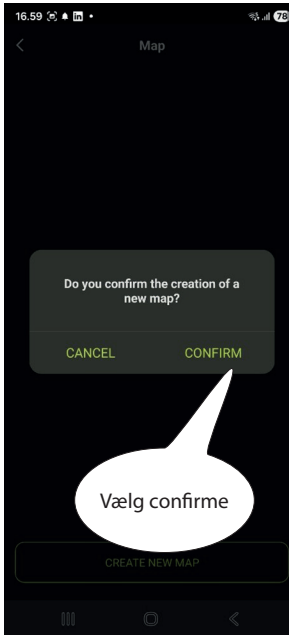 16.59
in
78
Map
Do you confirm the creation of a
new map?
CANCEL CONFIRM
Vælg confirme
CREATE NEW MAP